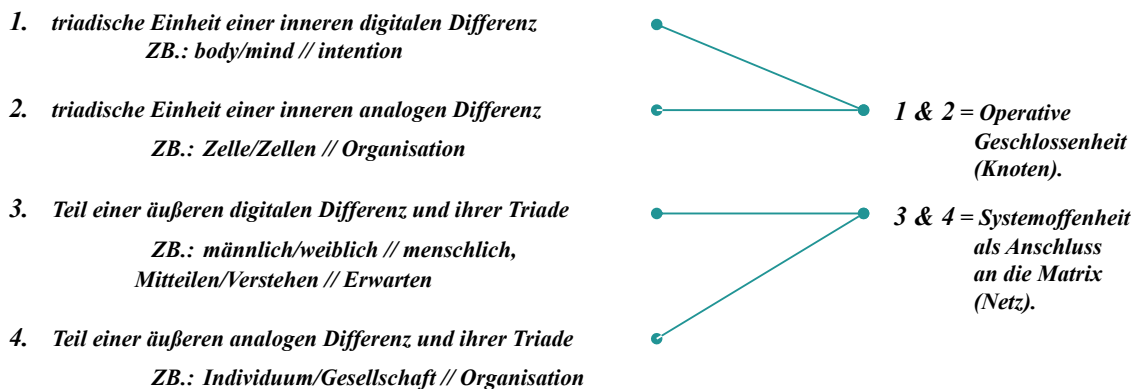 1. triadische Einheit einer inneren digitalen Differenz
ZB.: body/mind // intention
2. triadische Einheit einer inneren analogen Differenz
ZB.: Zelle/Zellen // Organisation
3. Teil einer äußeren digitalen Differenz und ihrer Triade
ZB.: männlich/weiblich // menschlich,
Mitteilen/Verstehen // Erwarten
4. Teil einer äußeren analogen Differenz und ihrer Triade
ZB.: Individuum/Gesellschaft // Organisation
1 & 2 = Operative
Geschlossenheit
(Knoten).
3 & 4 = Systemoffenheit
als Anschluss
an die Matrix
(Netz).